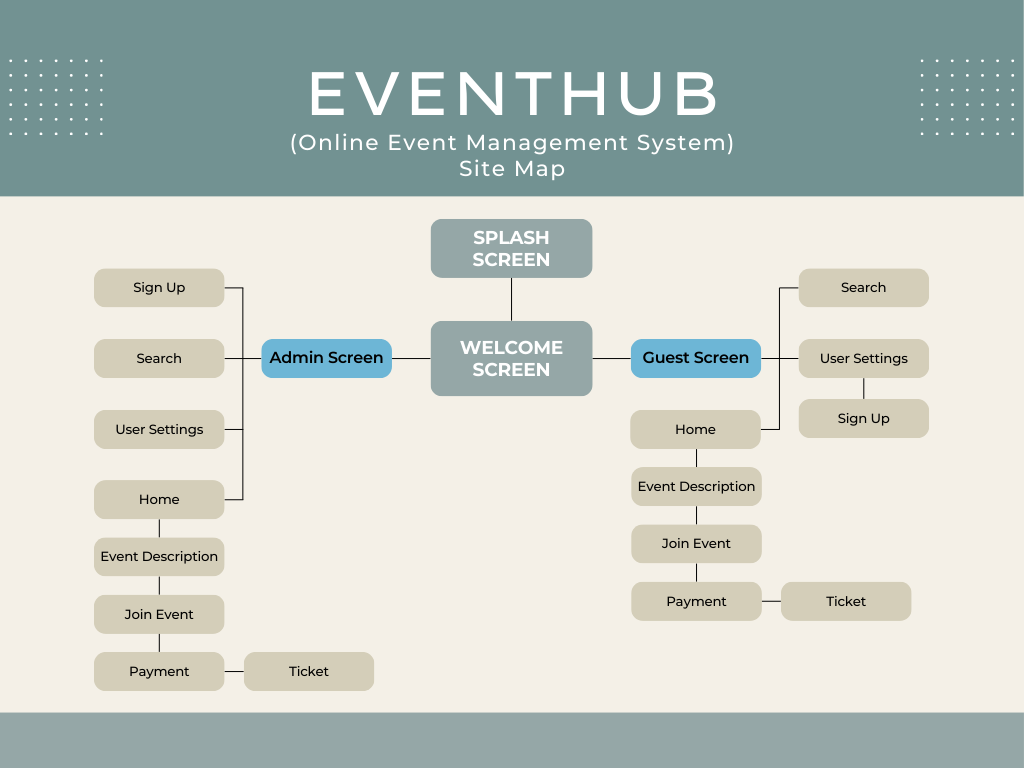 EVENTHUB
(Online Event Management System)
Site Map
SPLASH
SCREEN
WELCOME
SCREEN
Admin Screen
Sign Up
Search
User Settings
Home
Event Description
Join Event
Payment
Ticket
Guest Screen
Search
User Settings
Sign Up
Home
Event Description
Join Event
Payment
Ticket